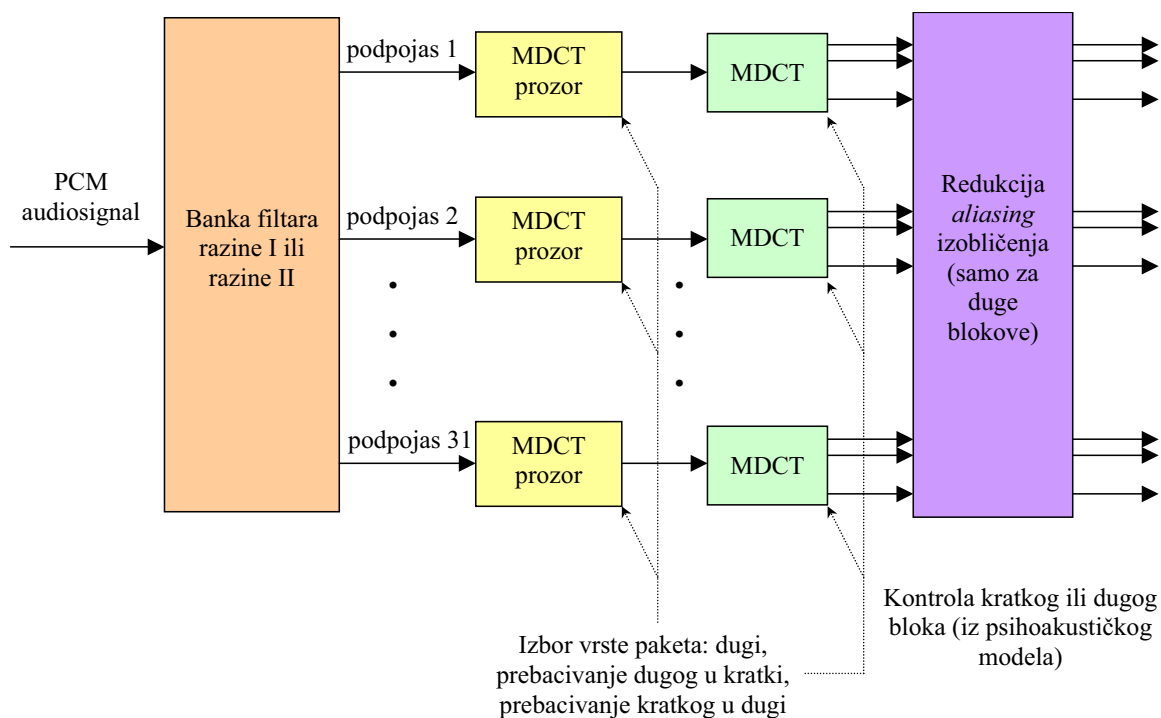 PCM
audiosignal
Banka filtara
razine I ili
razine II
podpojas 1
MDCT
prozor
MDCT
podpojas 2
MDCT
prozor
MDCT
podpojas 31
MDCT
prozor
MDCT
Redukcija
aliasing
izobličenja
(samo za
duge
blokove)
Izbor vrste paketa: dugi,
prebacivanje dugog u kratki,
prebacivanje kratkog u dugi
Kontrola kratkog ili dugog
bloka (iz psihoakustičkog
modela)